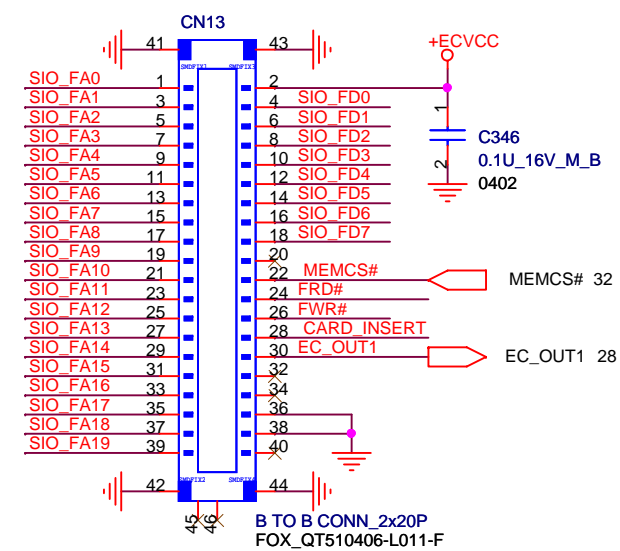 CN13
41 43
SMDFIX1 SMDFIX3
+ECVCC
SIO_FA0 1 2
SIO_FA1 3 4 SIO_FD0
SIO_FA2 5 6 SIO_FD1
SIO_FA3 7 8 SIO_FD2
SIO_FA4 9 10 SIO_FD3
SIO_FA5 11 12 SIO_FD4
SIO_FA6 13 14 SIO_FD5
SIO_FA7 15 16 SIO_FD6
SIO_FA8 17 18 SIO_FD7
SIO_FA9 19 20
SIO_FA10 21 22 MEMCS# MEMCS# 32
SIO_FA11 23 24 FRD#
SIO_FA12 25 26 FWR#
SIO_FA13 27 28 CARD_INSERT
SIO_FA14 29 30 EC_OUT1 EC_OUT1 28
SIO_FA15 31 32
SIO_FA16 33 34
SIO_FA17 35 36
SIO_FA18 37 38
SIO_FA19 39 40
1
C346
0.1U_16V_M_B
2
0402
SMDFIX2 SMDFIX4
42 44
45 46
B TO B CONN_2x20P
FOX_QT510406-L011-F